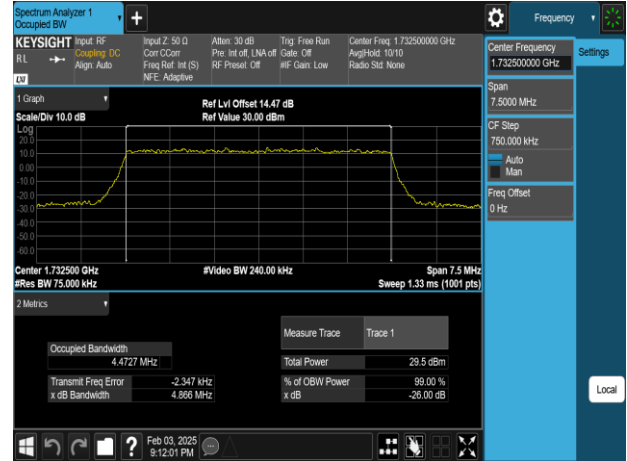 Spectrum Analyzer 1
Occupied BW
Frequency
KEYSIGHT
Input: RF
Coupling: DC
Align: Auto
RL
LXI
Input Z: 50 Ω
Corr CCorr
Freq Ref: Int (S)
NFE: Adaptive
Atten: 30 dB
Pre: Int off, LNA off
RF Preset: Off
Trig: Free Run
Gate: Off
#IF Gain: Low
Center Freq: 1.732500000 GHz
Avg|Hold: 10/10
Radio Std: None
Center Frequency
1.732500000 GHz
Settings
Span
7.5000 MHz
CF Step
750.000 kHz
Auto
Man
Freq Offset
0 Hz
1 Graph
Scale/Div 10.0 dB
Ref Lvl Offset 14.47 dB
Ref Value 30.00 dBm
Log
20.0
10.0
0.00
-10.0
-20.0
-30.0
-40.0
-50.0
-60.0
Center 1.732500 GHz
#Res BW 75.000 kHz
#Video BW 240.00 kHz
Span 7.5 MHz
Sweep 1.33 ms (1001 pts)
2 Metrics
Measure Trace Trace 1
Occupied Bandwidth
4.4727 MHz
Total Power 29.5 dBm
Transmit Freq Error -2.347 kHz
% of OBW Power 99.00 %
x dB Bandwidth 4.866 MHz
x dB -26.00 dB
Local
Feb 03, 2025
9:12:01 PM